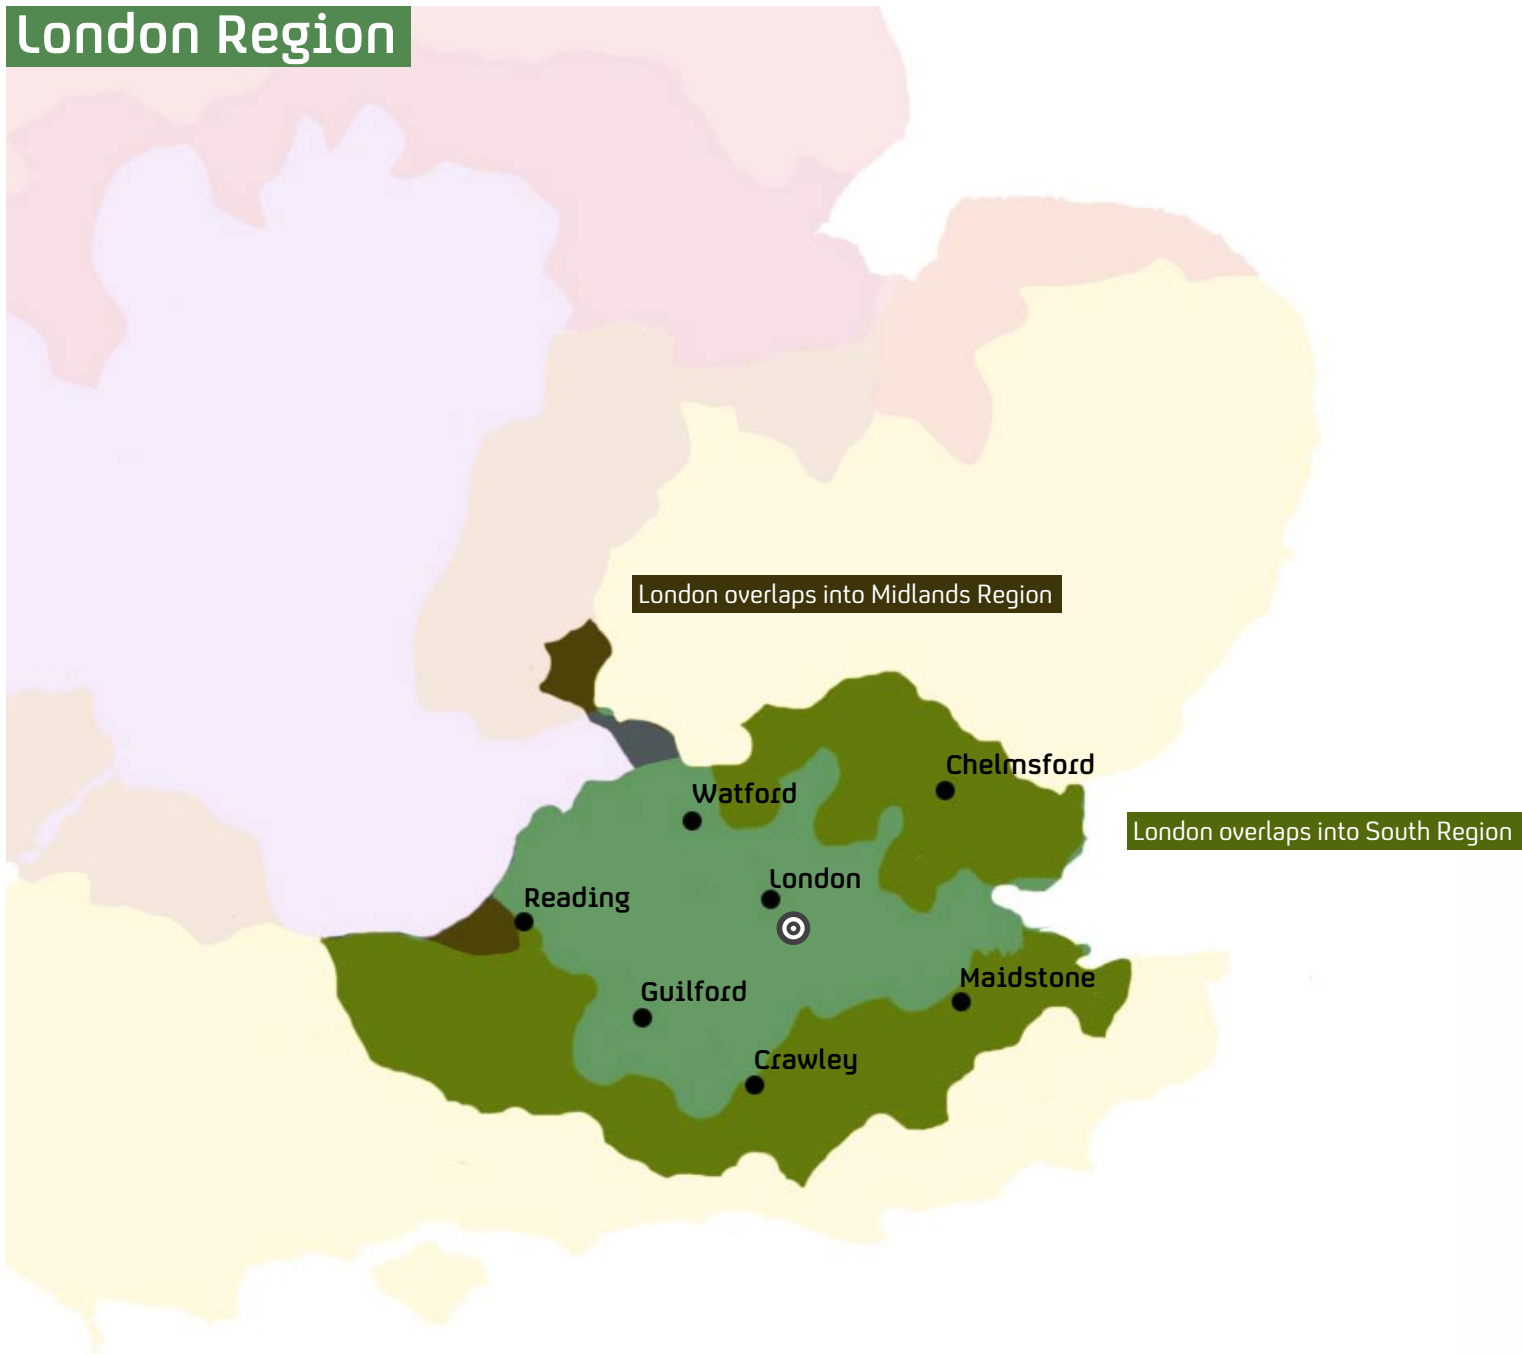 London Region
London overlaps into Midlands Region
Chelmsford
Watford
London overlaps into South Region
London
Reading
Maidstone
Guilford
Crawley